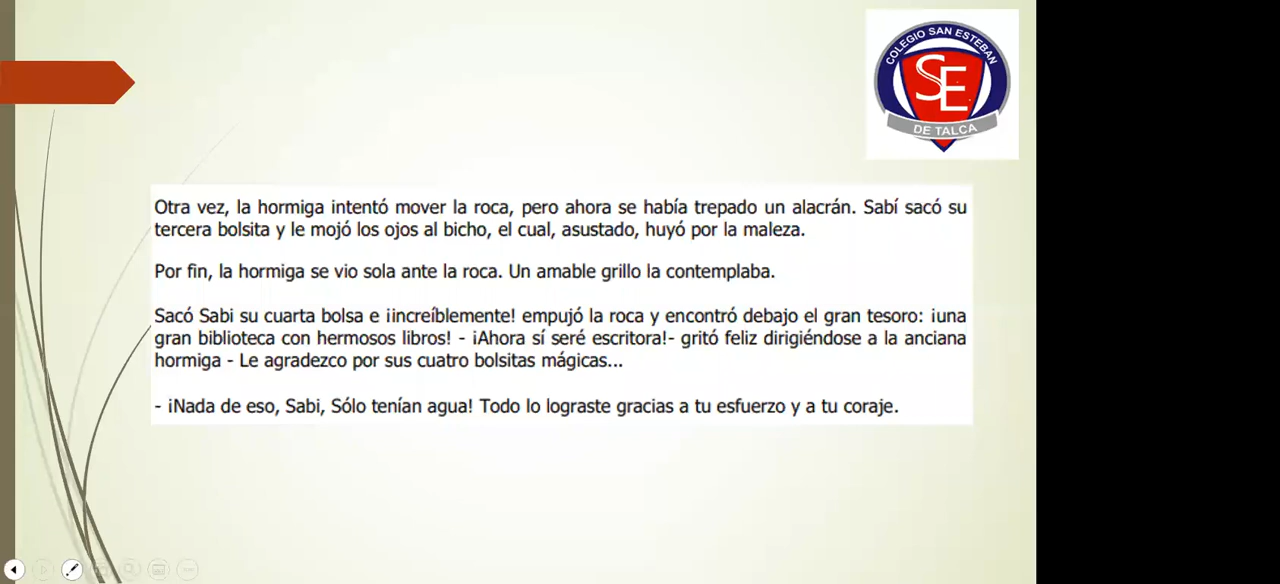 COLEGIO SAN ESTEBAN
SE
DE TALCA
Otra vez, la hormiga intentó mover la roca, pero ahora se había trepado un alacrán. Sabí sacó su
tercera bolsita y le mojó los ojos al bicho, el cual, asustado, huyó por la maleza.
Por fin, la hormiga se vio sola ante la roca. Un amable grillo la contemplaba.
Sacó Sabi su cuarta bolsa e ¡increíblemente! empujó la roca y encontró debajo el gran tesoro: ¡una
gran biblioteca con hermosos libros! - ¡Ahora sí seré escritora!- gritó feliz dirigiéndose a la anciana
hormiga - Le agradezco por sus cuatro bolsitas mágicas...
- ¡Nada de eso, Sabi, Sólo tenían agua! Todo lo lograste gracias a tu esfuerzo y a tu coraje.